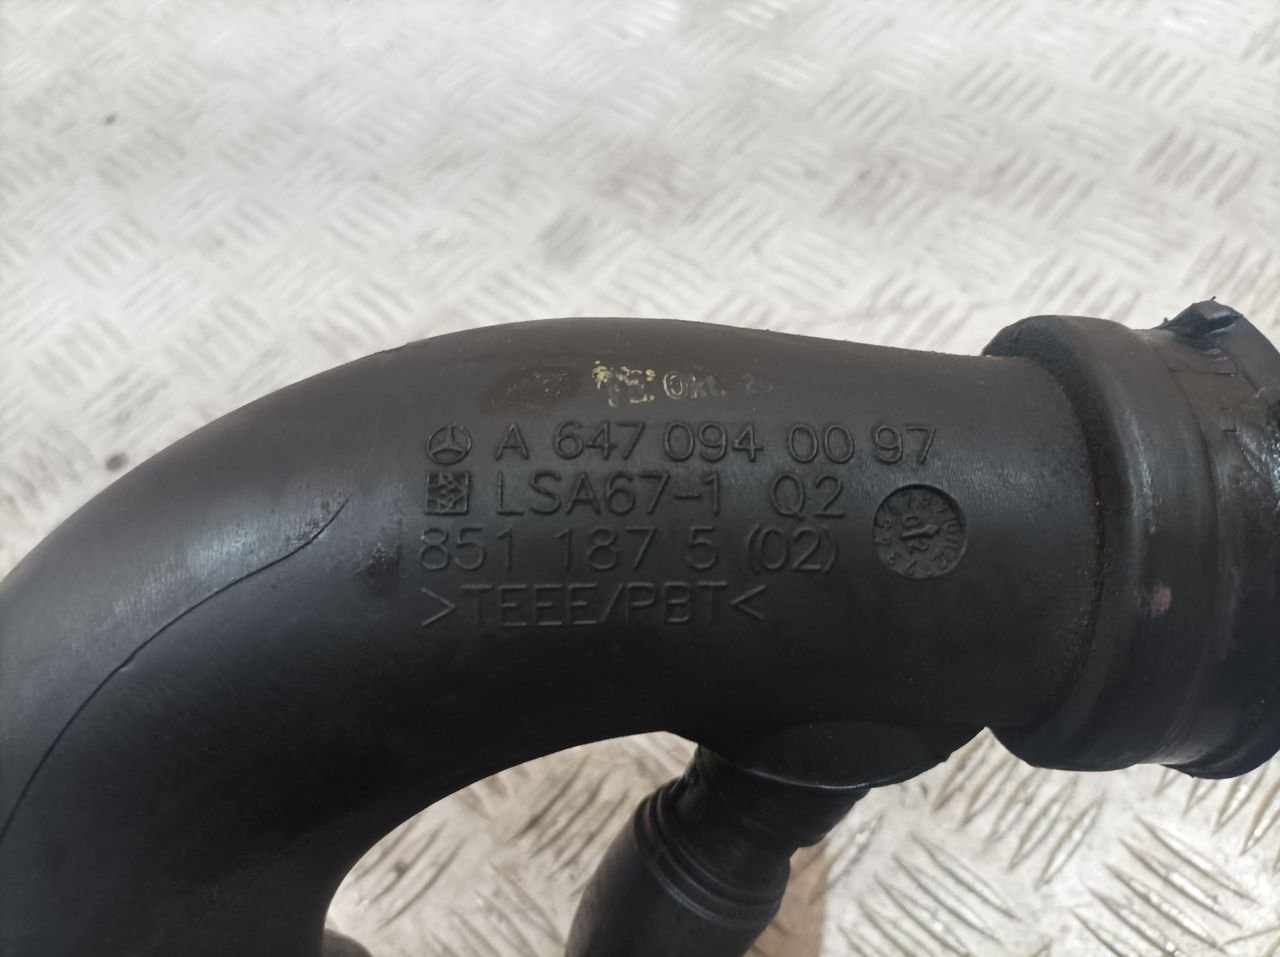 A 647 094 00 97
LSA67-1 Q2
851 187 5 (02)
>TEEE/PBT<